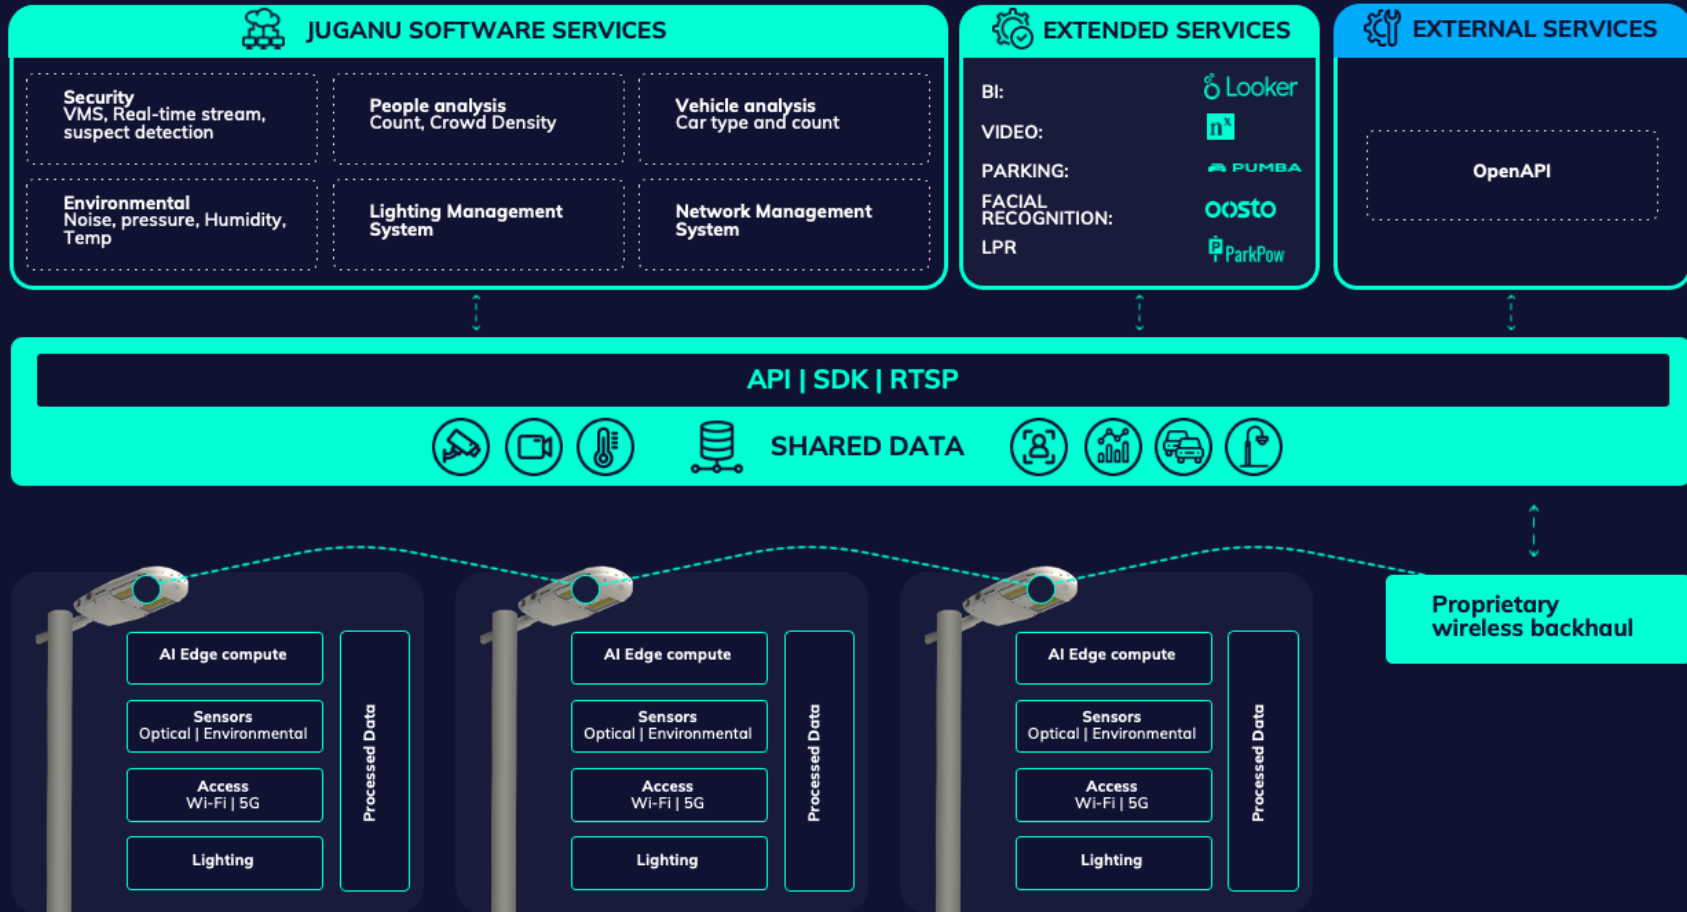 JUGANU SOFTWARE SERVICES
Security
VMS, Real-time stream,
suspect detection
People analysis
Count, Crowd Density
Vehicle analysis
Car type and count
Environmental
Noise, pressure, Humidity,
Temp
Lighting Management
System
Network Management
System
EXTENDED SERVICES
BI:
Looker
VIDEO:
nx
PARKING:
PUMBA
FACIAL
RECOGNITION:
oosto
LPR
P
ParkPow
EXTERNAL SERVICES
OpenAPI
API | SDK | RTSP
SHARED DATA
AI Edge compute
Sensors
Optical | Environmental
Access
Wi-Fi | 5G
Lighting
Processed Data
AI Edge compute
Sensors
Optical | Environmental
Access
Wi-Fi | 5G
Lighting
Processed Data
AI Edge compute
Sensors
Optical | Environmental
Access
Wi-Fi | 5G
Lighting
Processed Data
Proprietary
wireless backhaul